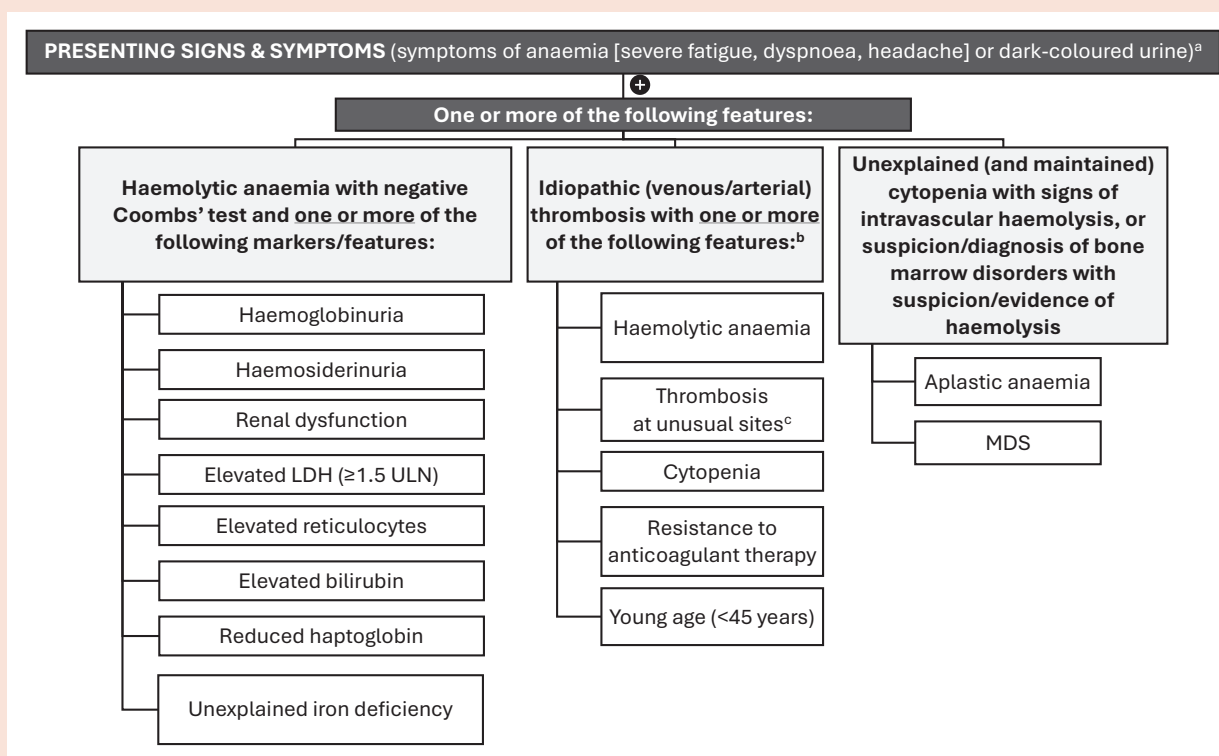 PRESENTING SIGNS & SYMPTOMS (symptoms of anaemia [severe fatigue, dyspnoea, headache] or dark-coloured urine)ᵃ
+
One or more of the following features:
Haemolytic anaemia with negative
Coombs’ test and one or more of the
following markers/features:
Haemoglobinuria
Haemosiderinuria
Renal dysfunction
Elevated LDH (≥1.5 ULN)
Elevated reticulocytes
Elevated bilirubin
Reduced haptoglobin
Unexplained iron deficiency
Idiopathic (venous/arterial)
thrombosis with one or more
of the following features:ᵇ
Haemolytic anaemia
Thrombosis
at unusual sitesᶜ
Cytopenia
Resistance to
anticoagulant therapy
Young age (<45 years)
Unexplained (and maintained)
cytopenia with signs of
intravascular haemolysis, or
suspicion/diagnosis of bone
marrow disorders with
suspicion/evidence of
haemolysis
Aplastic anaemia
MDS